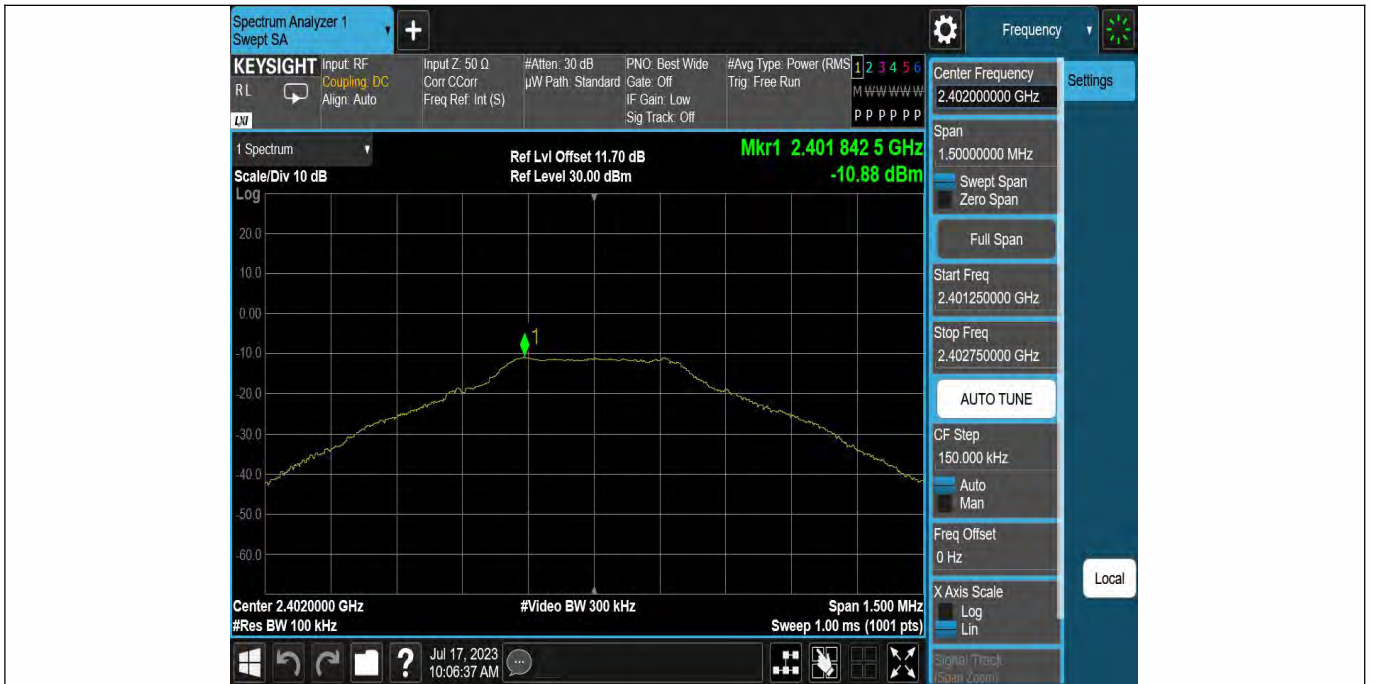 Spectrum Analyzer 1
Swept SA
+
Frequency
KEYSIGHT
RL
LXI
Input: RF
Coupling: DC
Align: Auto
Input Z: 50 Ω
Corr CCorr
Freq Ref: Int (S)
#Atten: 30 dB
µW Path: Standard
PNO: Best Wide
Gate: Off
IF Gain: Low
Sig Track: Off
#Avg Type: Power (RMS
Trig: Free Run
1 2 3 4 5 6
M W W W W W
P P P P P P
1 Spectrum
Scale/Div 10 dB
Log
Ref Lvl Offset 11.70 dB
Ref Level 30.00 dBm
Mkr1 2.401 842 5 GHz
-10.88 dBm
20.0
10.0
0.00
-10.0
-20.0
-30.0
-40.0
-50.0
-60.0
1
Center 2.4020000 GHz
#Res BW 100 kHz
#Video BW 300 kHz
Span 1.500 MHz
Sweep 1.00 ms (1001 pts)
Center Frequency
2.402000000 GHz
Settings
Span
1.50000000 MHz
Swept Span
Zero Span
Full Span
Start Freq
2.401250000 GHz
Stop Freq
2.402750000 GHz
AUTO TUNE
CF Step
150.000 kHz
Auto
Man
Freq Offset
0 Hz
X Axis Scale
Log
Lin
Signal Track
(Span Zoom)
Local
?
Jul 17, 2023
10:06:37 AM